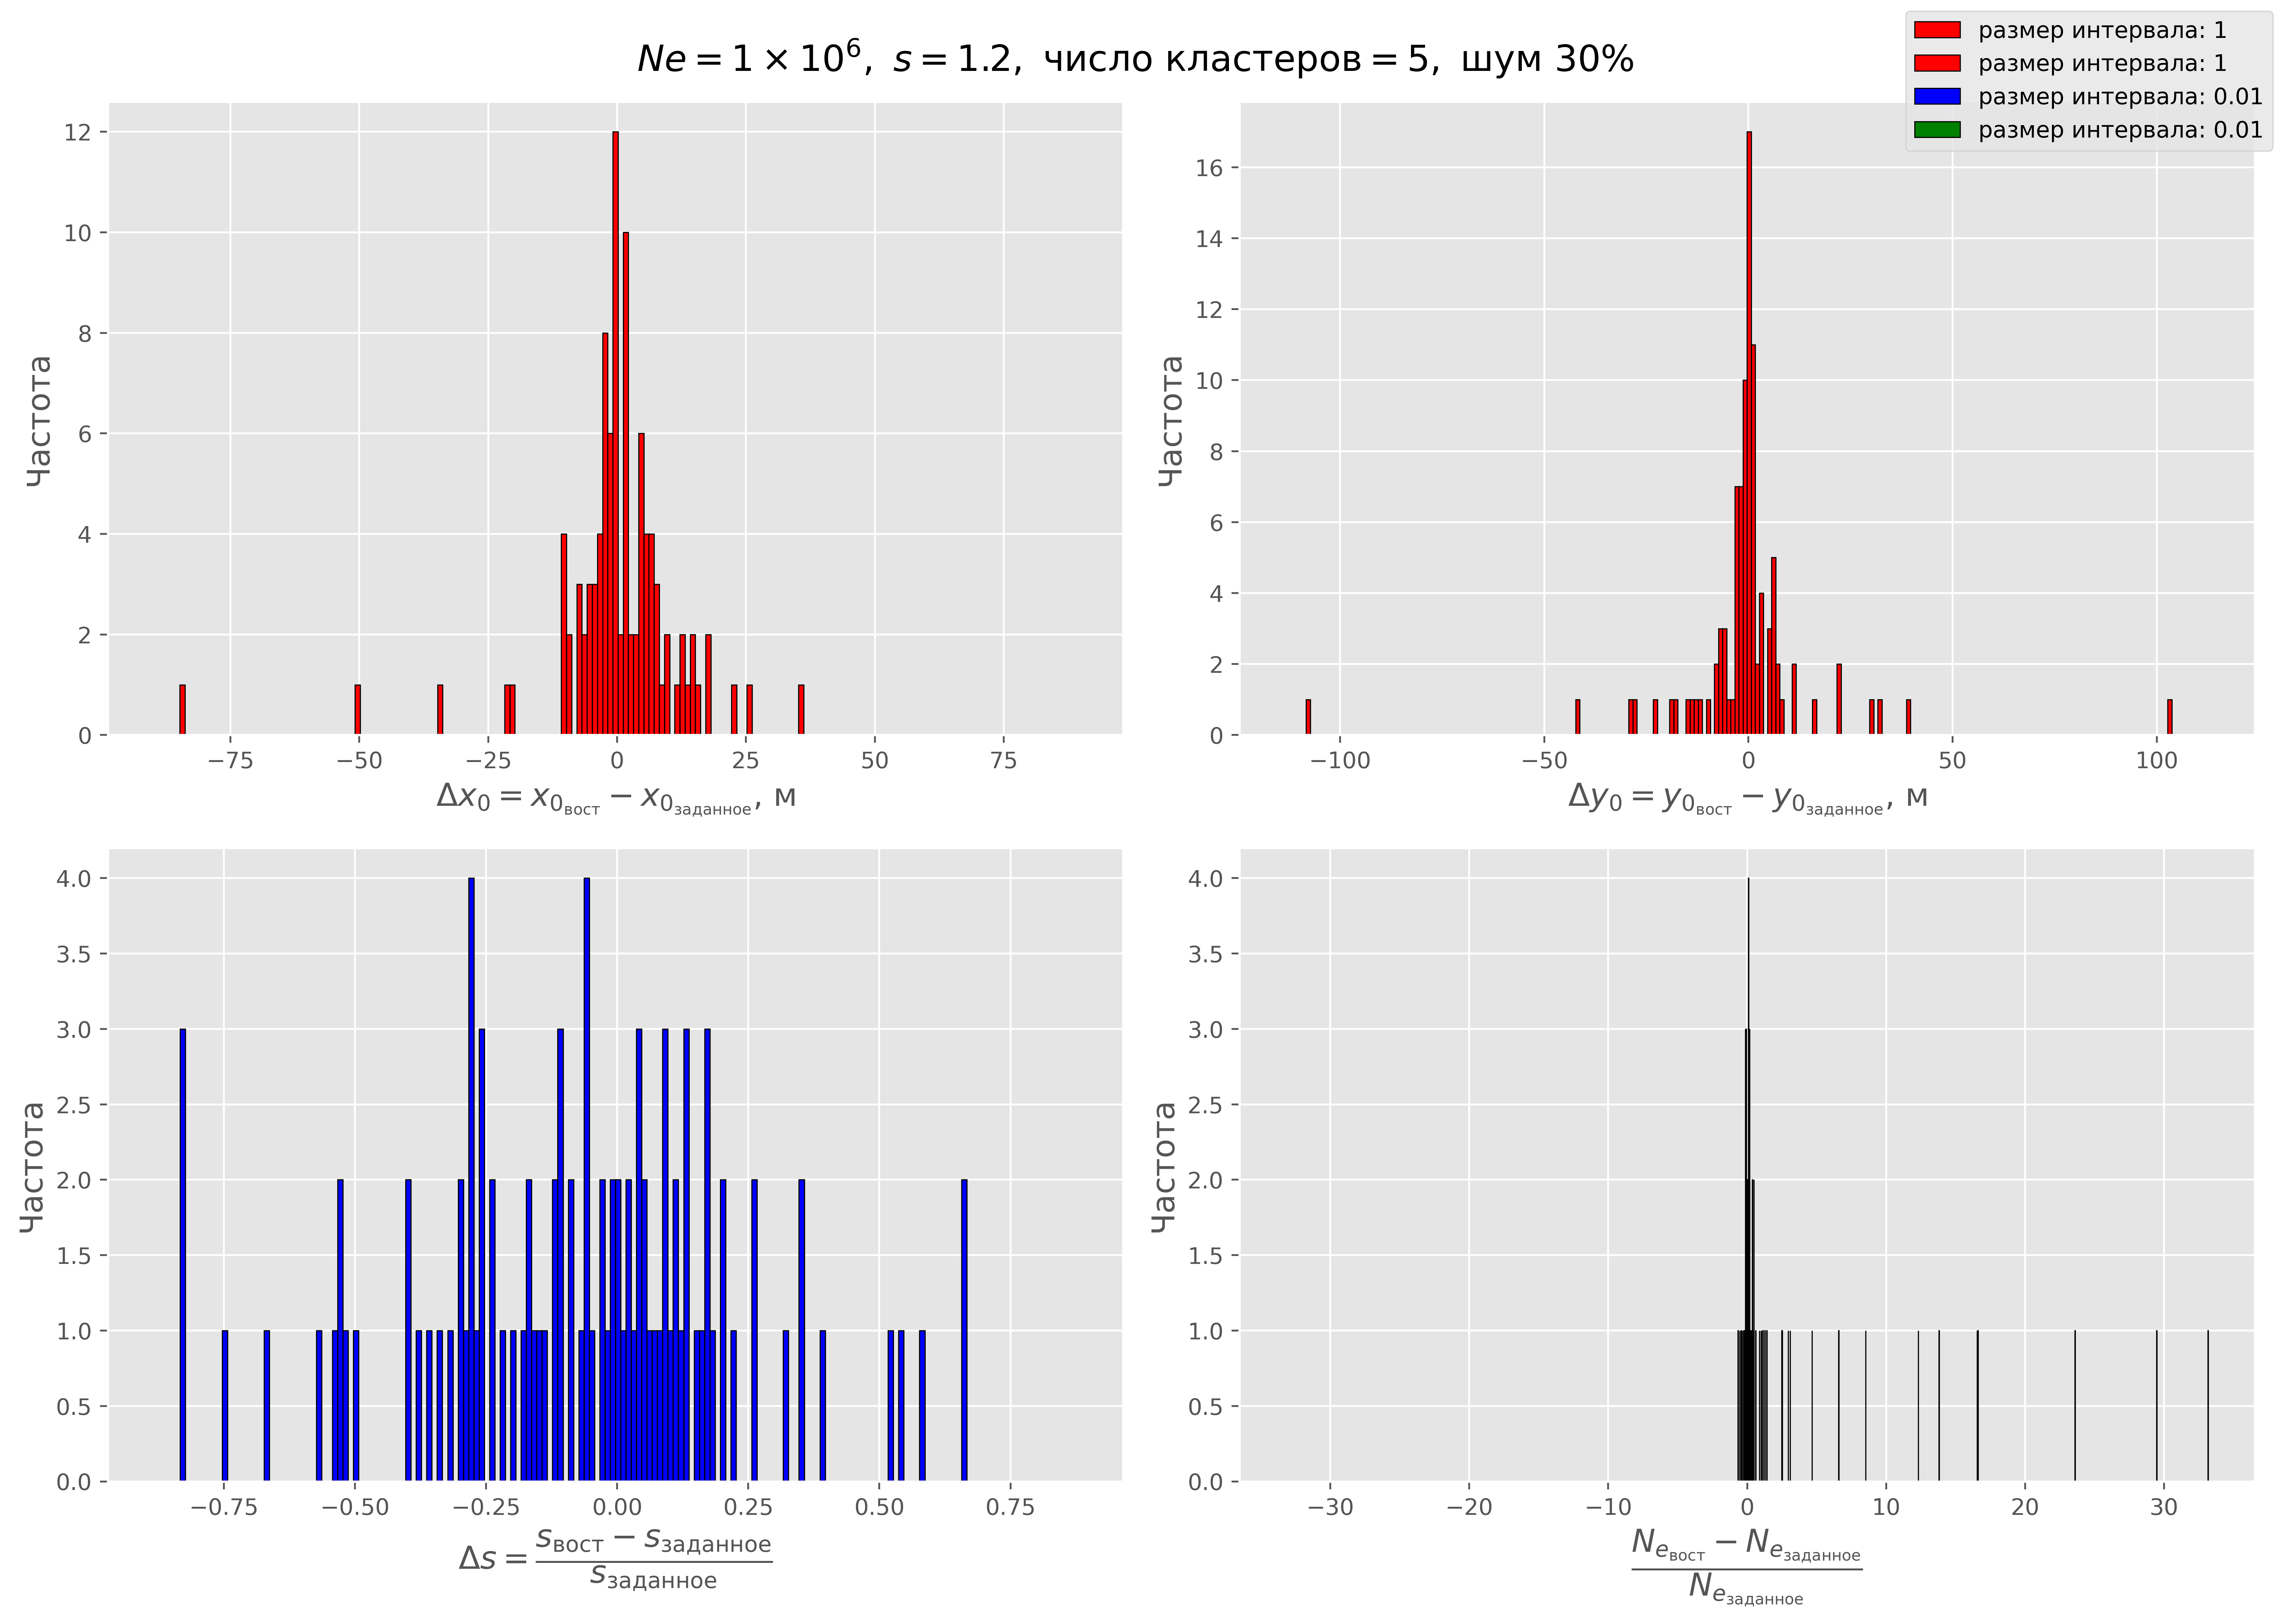 Ne = 1 × 10⁶, s = 1.2, число кластеров = 5, шум 30%
размер интервала: 1
размер интервала: 1
размер интервала: 0.01
размер интервала: 0.01
Частота
12
10
8
6
4
2
0
−75 −50 −25 0 25 50 75
Δx₀ = x₀вост − x₀заданное, м
Частота
16
14
12
10
8
6
4
2
0
−100 −50 0 50 100
Δy₀ = y₀вост − y₀заданное, м
Частота
4.0
3.5
3.0
2.5
2.0
1.5
1.0
0.5
0.0
−0.75 −0.50 −0.25 0.00 0.25 0.50 0.75
Δs = (sвост − sзаданное) / sзаданное
Частота
4.0
3.5
3.0
2.5
2.0
1.5
1.0
0.5
0.0
−30 −20 −10 0 10 20 30
Neвост − Neзаданное
Neзаданное